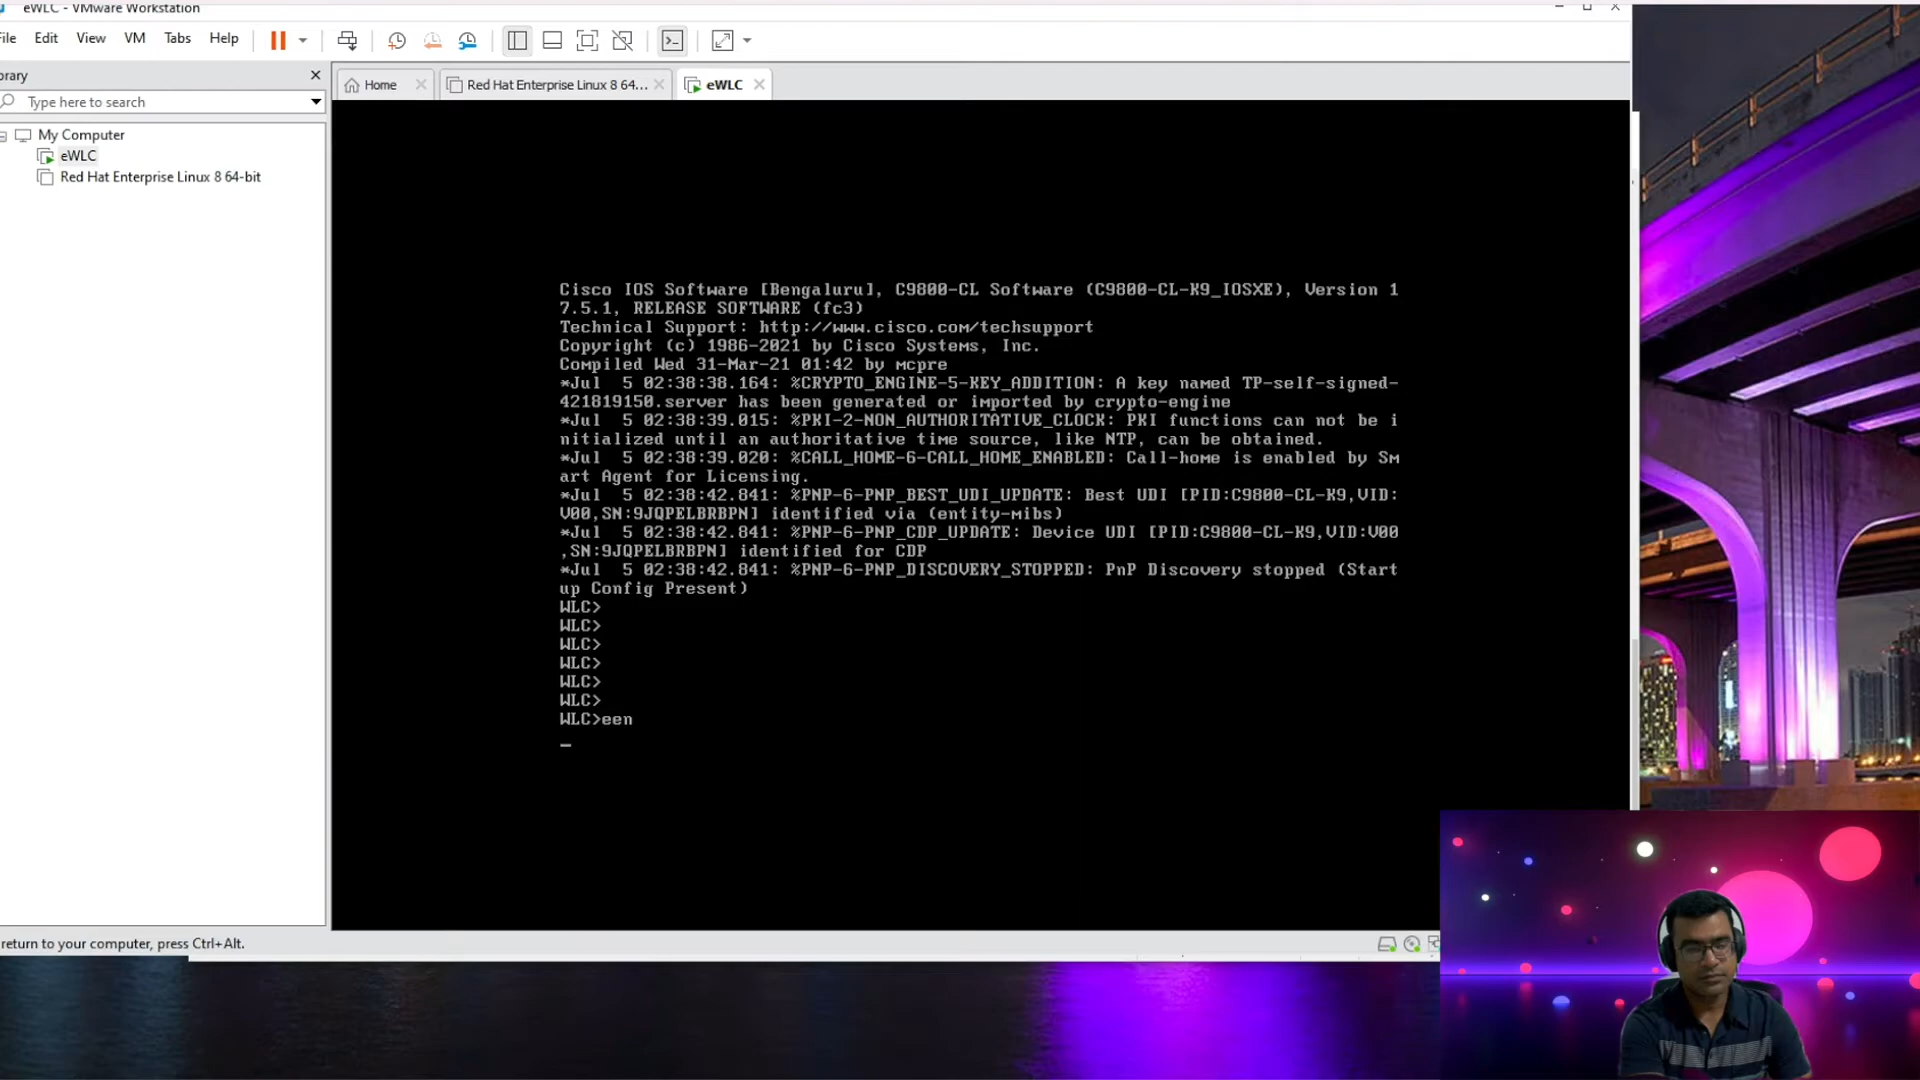 eWLC - VMware Workstation
File Edit View VM Tabs Help
brary
Type here to search
My Computer
eWLC
Red Hat Enterprise Linux 8 64-bit
Home
Red Hat Enterprise Linux 8 64...
eWLC
Cisco IOS Software [Bengaluru], C9800-CL Software (C9800-CL-K9_IOSXE), Version 1
7.5.1, RELEASE SOFTWARE (fc3)
Technical Support: http://www.cisco.com/techsupport
Copyright (c) 1986-2021 by Cisco Systems, Inc.
Compiled Wed 31-Mar-21 01:42 by mcpre
*Jul  5 02:38:38.164: %CRYPTO_ENGINE-5-KEY_ADDITION: A key named TP-self-signed-
421819150.server has been generated or imported by crypto-engine
*Jul  5 02:38:39.015: %PKI-2-NON_AUTHORITATIVE_CLOCK: PKI functions can not be i
nitialized until an authoritative time source, like NTP, can be obtained.
*Jul  5 02:38:39.020: %CALL_HOME-6-CALL_HOME_ENABLED: Call-home is enabled by Sm
art Agent for Licensing.
*Jul  5 02:38:42.841: %PNP-6-PNP_BEST_UDI_UPDATE: Best UDI [PID:C9800-CL-K9,VID:
V00,SN:9JQPELBRBPN] identified via (entity-mibs)
*Jul  5 02:38:42.841: %PNP-6-PNP_CDP_UPDATE: Device UDI [PID:C9800-CL-K9,VID:V00
,SN:9JQPELBRBPN] identified for CDP
*Jul  5 02:38:42.841: %PNP-6-PNP_DISCOVERY_STOPPED: PnP Discovery stopped (Start
up Config Present)
WLC>
WLC>
WLC>
WLC>
WLC>
WLC>
WLC>een
_
return to your computer, press Ctrl+Alt.